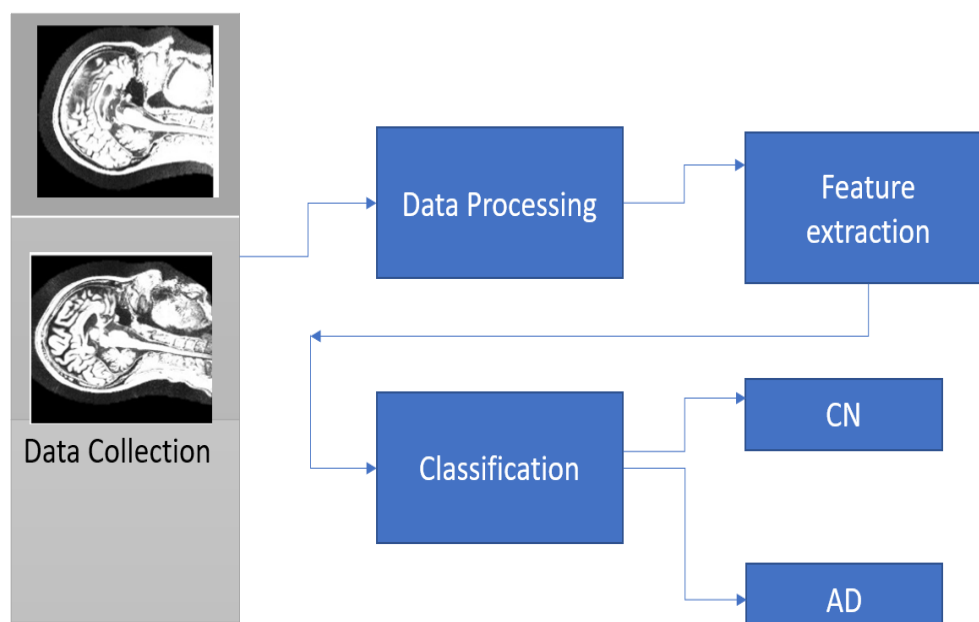 Data Collection
Data Processing
Feature
extraction
Classification
CN
AD